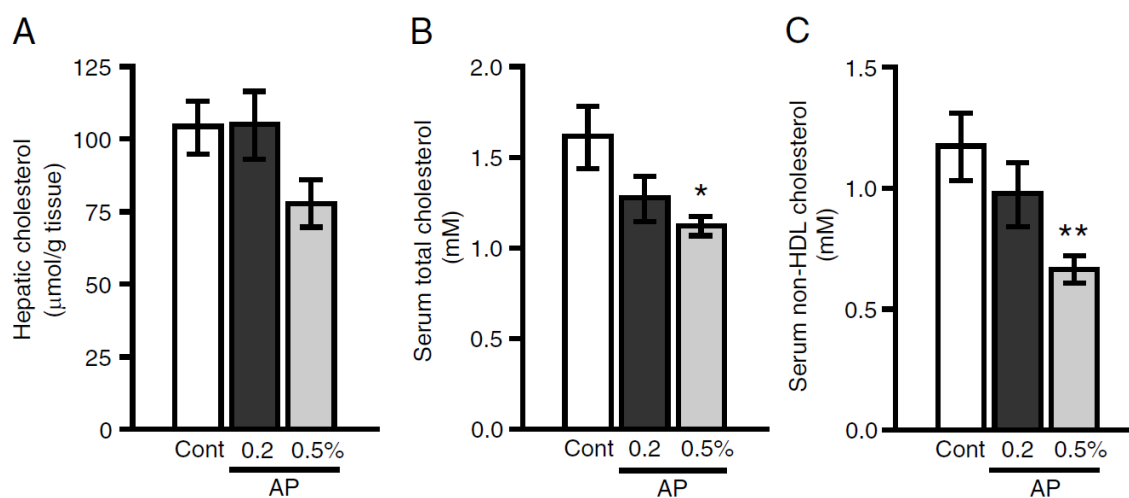 A
Hepatic cholesterol
(μmol/g tissue)
125
100
75
50
25
0
Cont
0.2
0.5%
AP
B
Serum total cholesterol
(mM)
2.0
1.5
1.0
0.5
0.0
*
Cont
0.2
0.5%
AP
C
Serum non-HDL cholesterol
(mM)
1.5
1.0
0.5
0.0
**
Cont
0.2
0.5%
AP